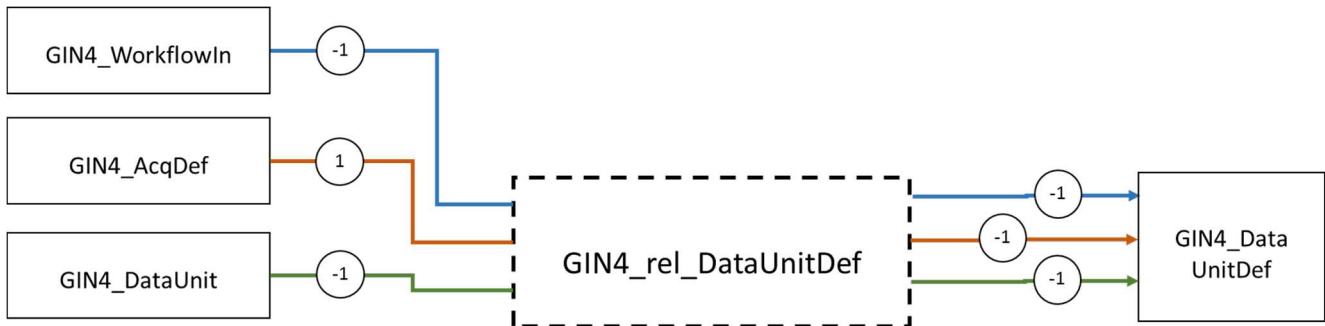 GIN4_WorkflowIn
-1
GIN4_AcqDef
1
GIN4_DataUnit
-1
GIN4_rel_DataUnitDef
-1
-1
-1
GIN4_Data
UnitDef